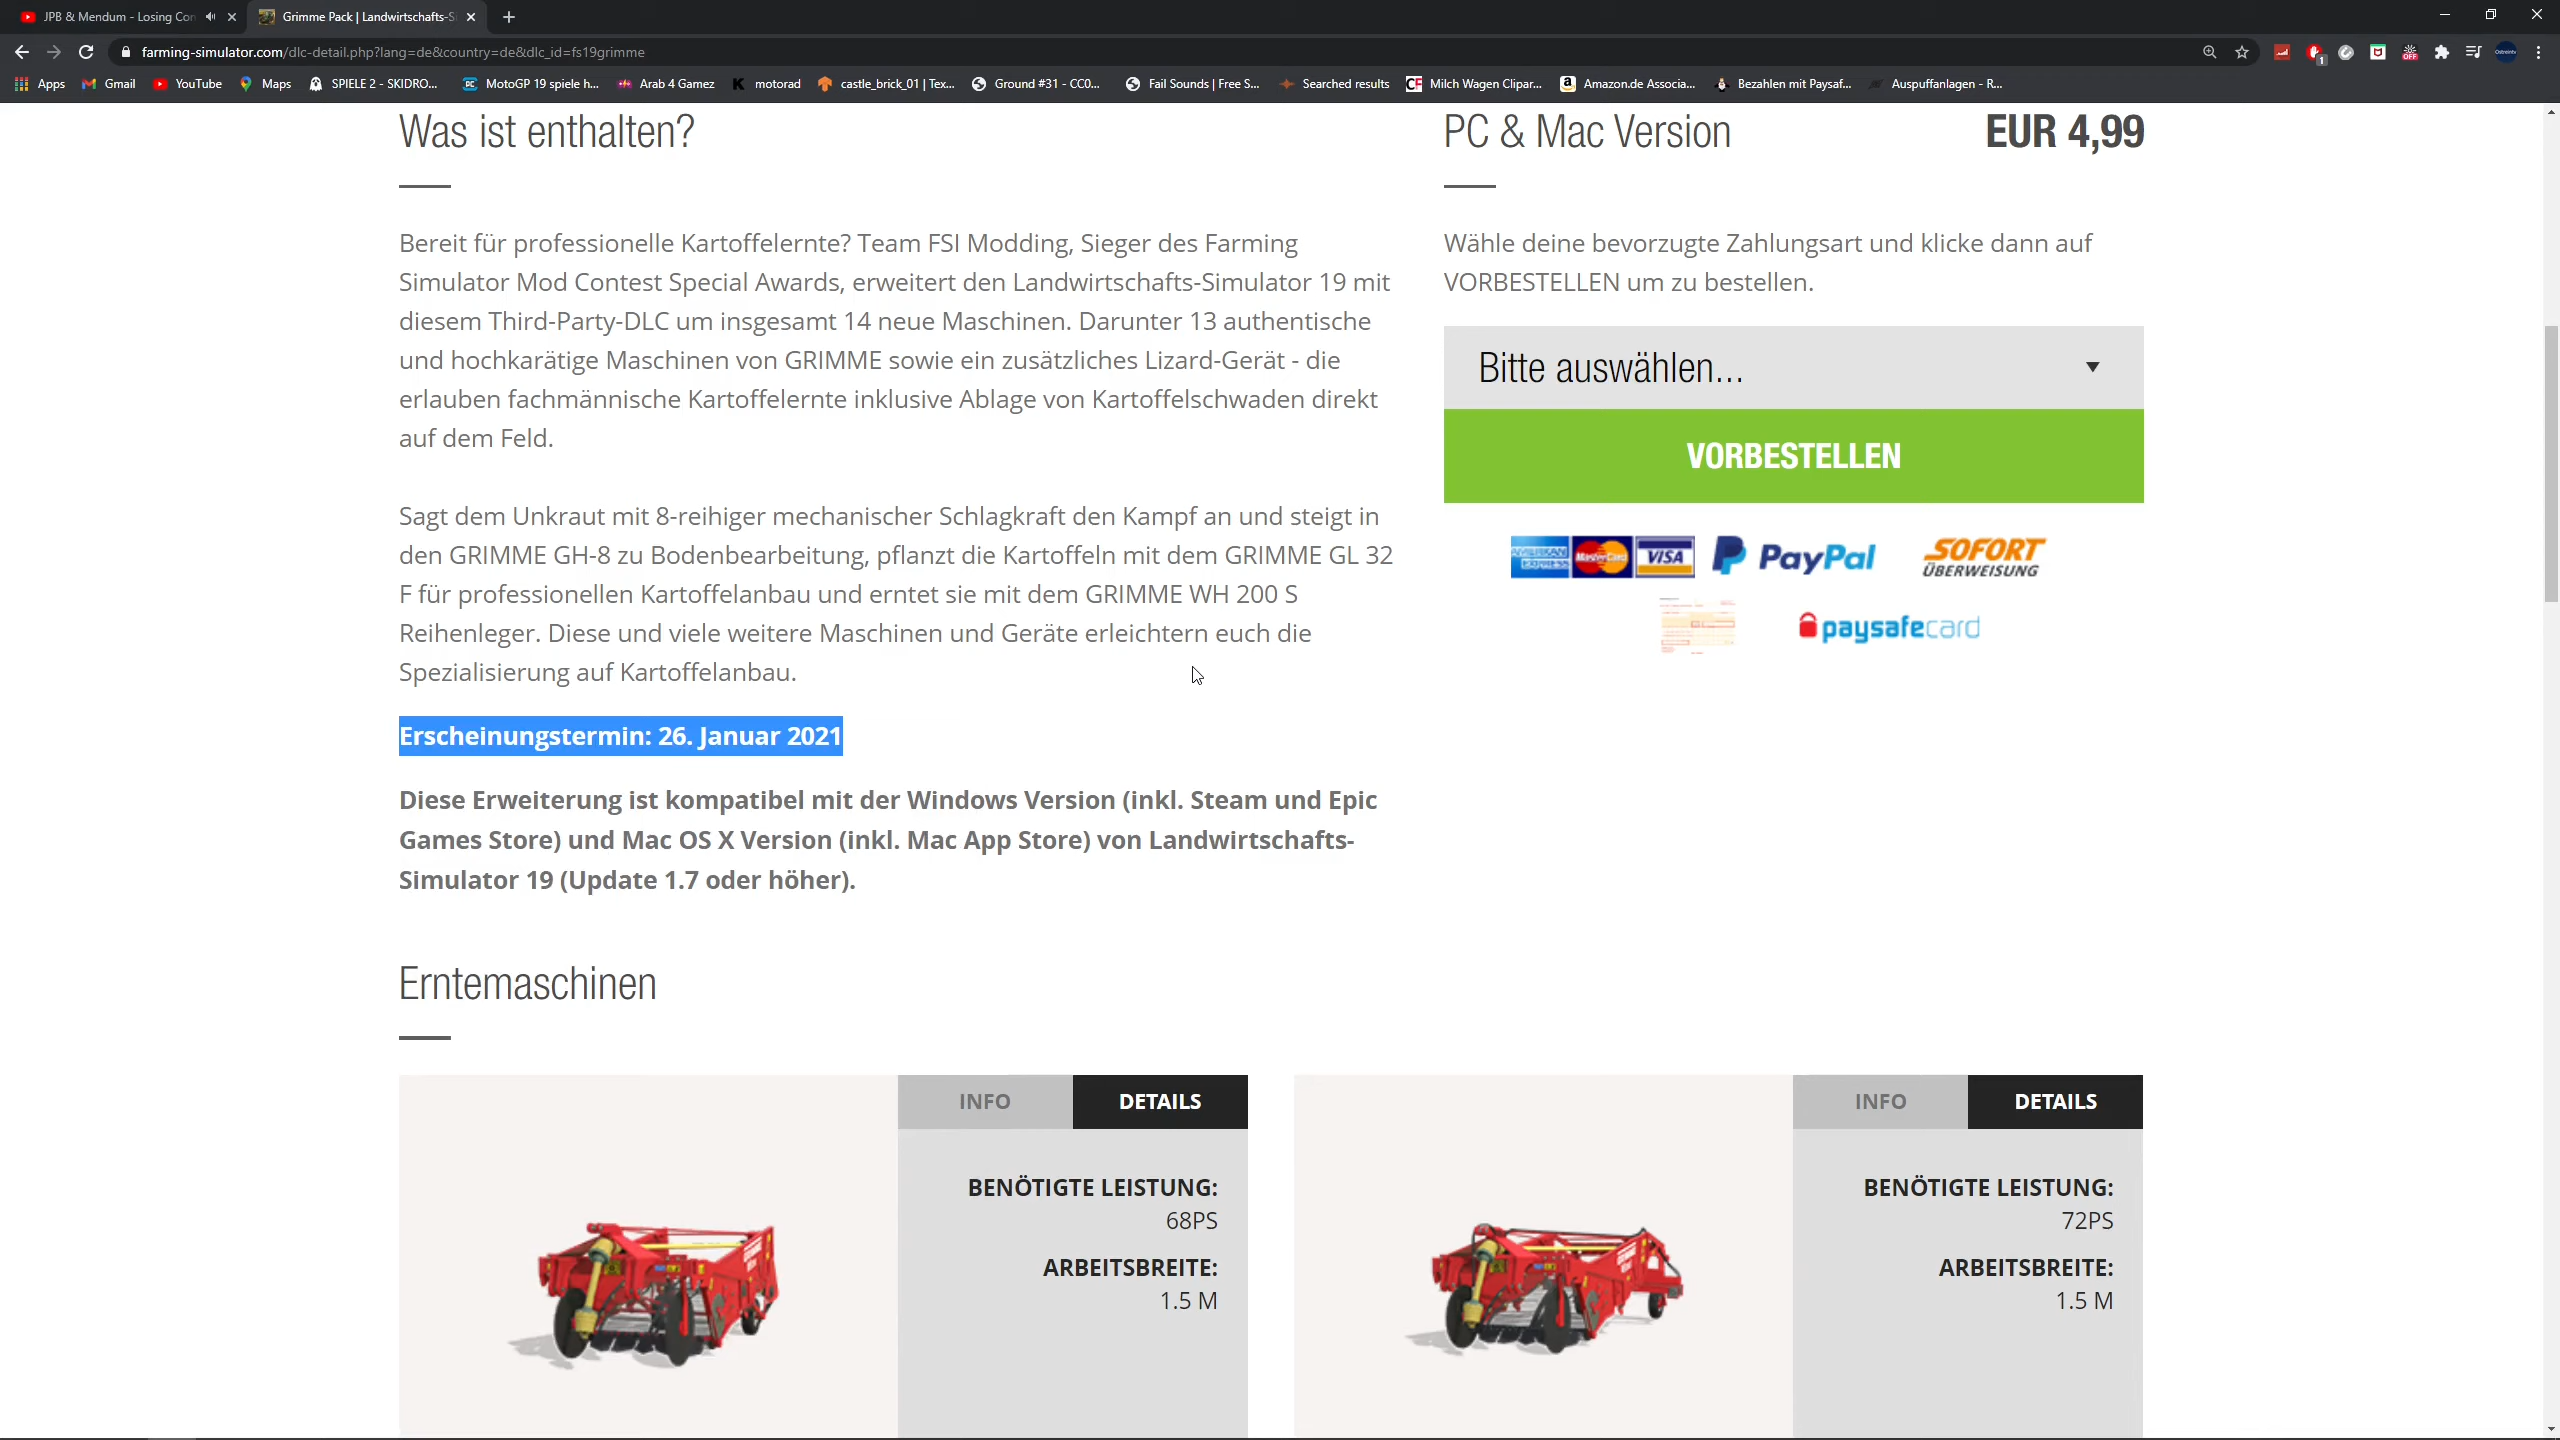 JPB & Mendum - Losing Con
Grimme Pack | Landwirtschafts-S
farming-simulator.com/dlc-detail.php?lang=de&country=de&dlc_id=fs19grimme
Apps Gmail YouTube Maps SPIELE 2 - SKIDRO... MotoGP 19 spiele h... Arab 4 Gamez motorad castle_brick_01 | Tex... Ground #31 - CC0... Fail Sounds | Free S... Searched results Milch Wagen Clipar... Amazon.de Associa... Bezahlen mit Paysaf... Auspuffanlagen - R...
Was ist enthalten?
Bereit für professionelle Kartoffelernte? Team FSI Modding, Sieger des Farming
Simulator Mod Contest Special Awards, erweitert den Landwirtschafts-Simulator 19 mit
diesem Third-Party-DLC um insgesamt 14 neue Maschinen. Darunter 13 authentische
und hochkarätige Maschinen von GRIMME sowie ein zusätzliches Lizard-Gerät - die
erlauben fachmännische Kartoffelernte inklusive Ablage von Kartoffelschwaden direkt
auf dem Feld.
Sagt dem Unkraut mit 8-reihiger mechanischer Schlagkraft den Kampf an und steigt in
den GRIMME GH-8 zu Bodenbearbeitung, pflanzt die Kartoffeln mit dem GRIMME GL 32
F für professionellen Kartoffelanbau und erntet sie mit dem GRIMME WH 200 S
Reihenleger. Diese und viele weitere Maschinen und Geräte erleichtern euch die
Spezialisierung auf Kartoffelanbau.
Erscheinungstermin: 26. Januar 2021
Diese Erweiterung ist kompatibel mit der Windows Version (inkl. Steam und Epic
Games Store) und Mac OS X Version (inkl. Mac App Store) von Landwirtschafts-
Simulator 19 (Update 1.7 oder höher).
PC & Mac Version EUR 4,99
Wähle deine bevorzugte Zahlungsart und klicke dann auf
VORBESTELLEN um zu bestellen.
Bitte auswählen...
VORBESTELLEN
AMERICAN EXPRESS MasterCard VISA PayPal SOFORT ÜBERWEISUNG
paysafecard
Erntemaschinen
INFO DETAILS
BENÖTIGTE LEISTUNG:
68PS
ARBEITSBREITE:
1.5 M
INFO DETAILS
BENÖTIGTE LEISTUNG:
72PS
ARBEITSBREITE:
1.5 M